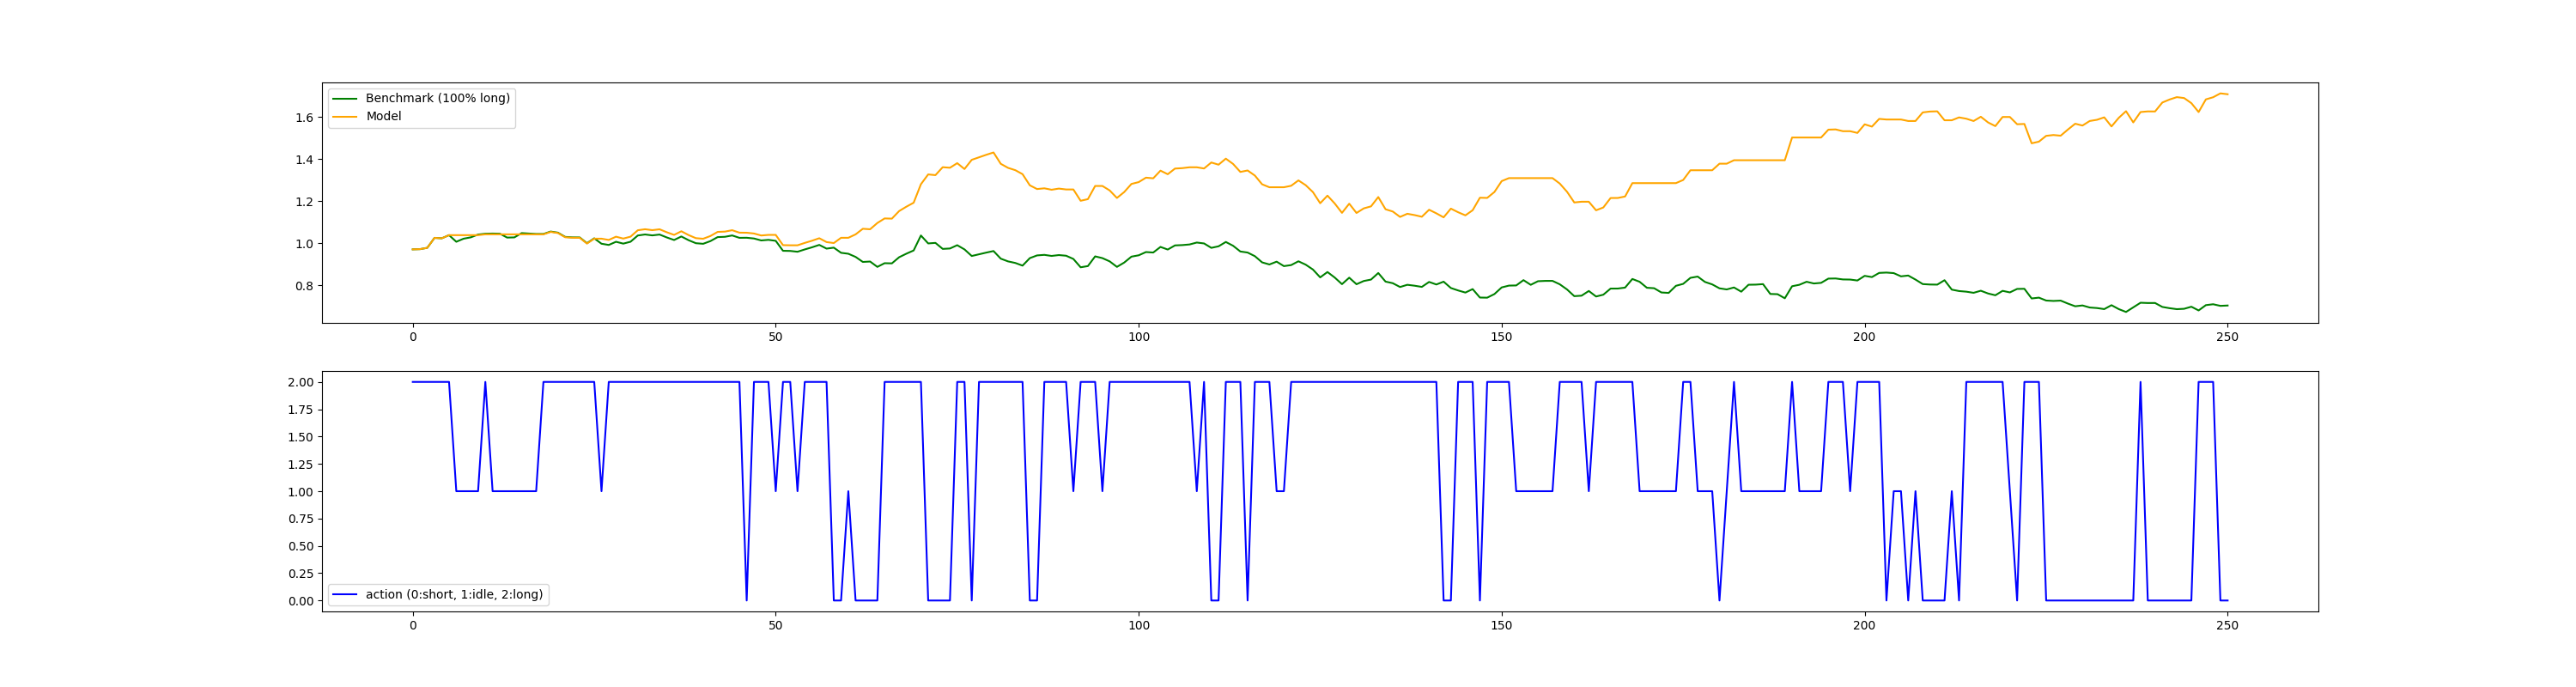 Benchmark (100% long)
Model
1.6
1.4
1.2
1.0
0.8
0 50 100 150 200 250
2.00
1.75
1.50
1.25
1.00
0.75
0.50
0.25
0.00
action (0:short, 1:idle, 2:long)
0 50 100 150 200 250